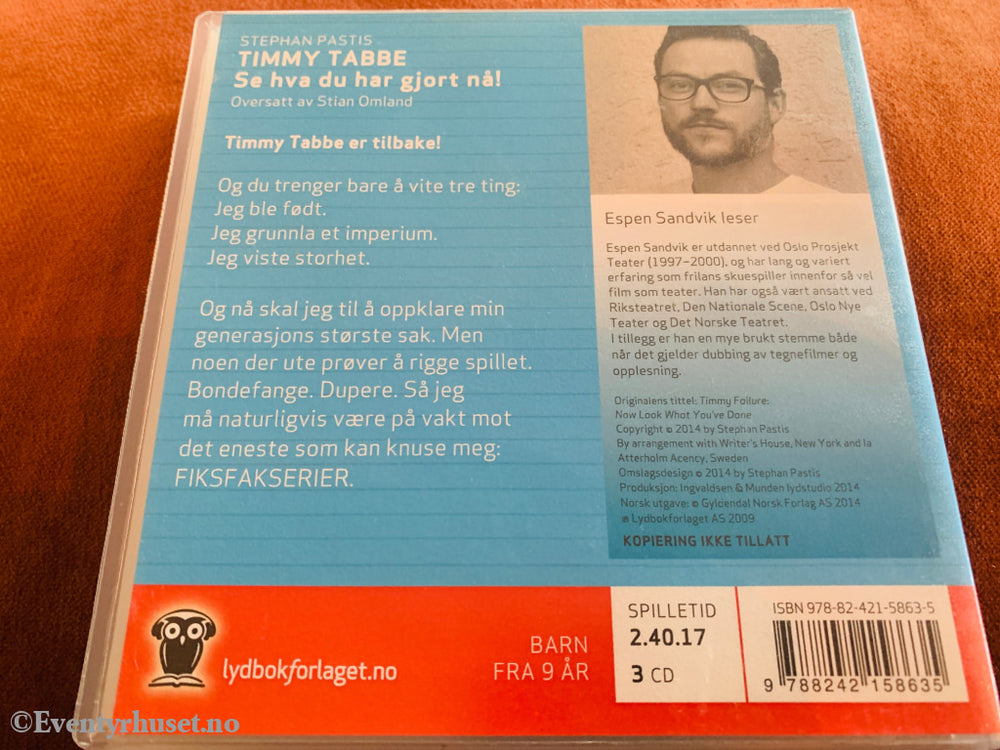 STEPHAN PASTIS
TIMMY TABBE
Se hva du har gjort nå!
Oversatt av Stian Omland
Timmy Tabbe er tilbake!
Og du trenger bare å vite tre ting:
Jeg ble født.
Jeg grunnla et imperium.
Jeg viste storhet.
Og nå skal jeg til å oppklare min
generasjons største sak. Men
noen der ute prøver å rigge spillet.
Bondefange. Dupere. Så jeg
må naturligvis være på vakt mot
det eneste som kan knuse meg:
FIKSFAKSERIER.
Espen Sandvik leser
Espen Sandvik er utdannet ved Oslo Prosjekt
Teater (1997–2000), og har lang og variert
erfaring som frilans skuespiller innenfor så vel
film som teater. Han har også vært ansatt ved
Riksteatret, Den Nationale Scene, Oslo Nye
Teater og Det Norske Teatret.
I tillegg er han en mye brukt stemme både
når det gjelder dubbing av tegnefilmer og
opplesning.
Originalens tittel: Timmy Failure:
Now Look What You've Done
Copyright © 2014 by Stephan Pastis
By arrangement with Writer's House, New York and Ia
Atterholm Acency, Sweden
Omslagsdesign © 2014 by Stephan Pastis
Produksjon: Ingvaldsen & Munden lydstudio 2014
Norsk utgave: © Gyldendal Norsk Forlag AS 2014
℗ Lydbokforlaget AS 2009
KOPIERING IKKE TILLATT
lydbokforlaget.no
BARN
FRA 9 ÅR
SPILLETID
2.40.17
3 CD
ISBN 978-82-421-5863-5
9 788242 158635
©Eventyrhuset.no